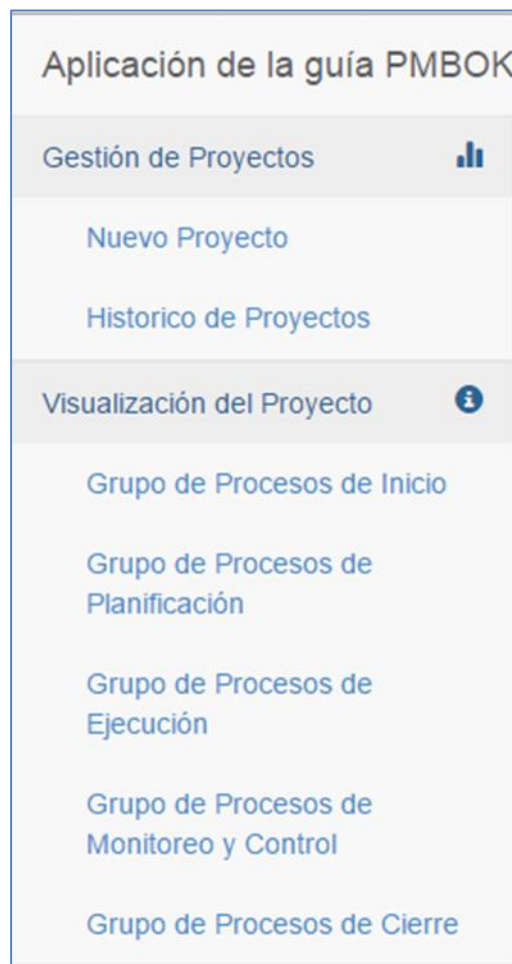 Aplicación de la guía PMBOK
Gestión de Proyectos
Nuevo Proyecto
Historico de Proyectos
Visualización del Proyecto
Grupo de Procesos de Inicio
Grupo de Procesos de
Planificación
Grupo de Procesos de
Ejecución
Grupo de Procesos de
Monitoreo y Control
Grupo de Procesos de Cierre